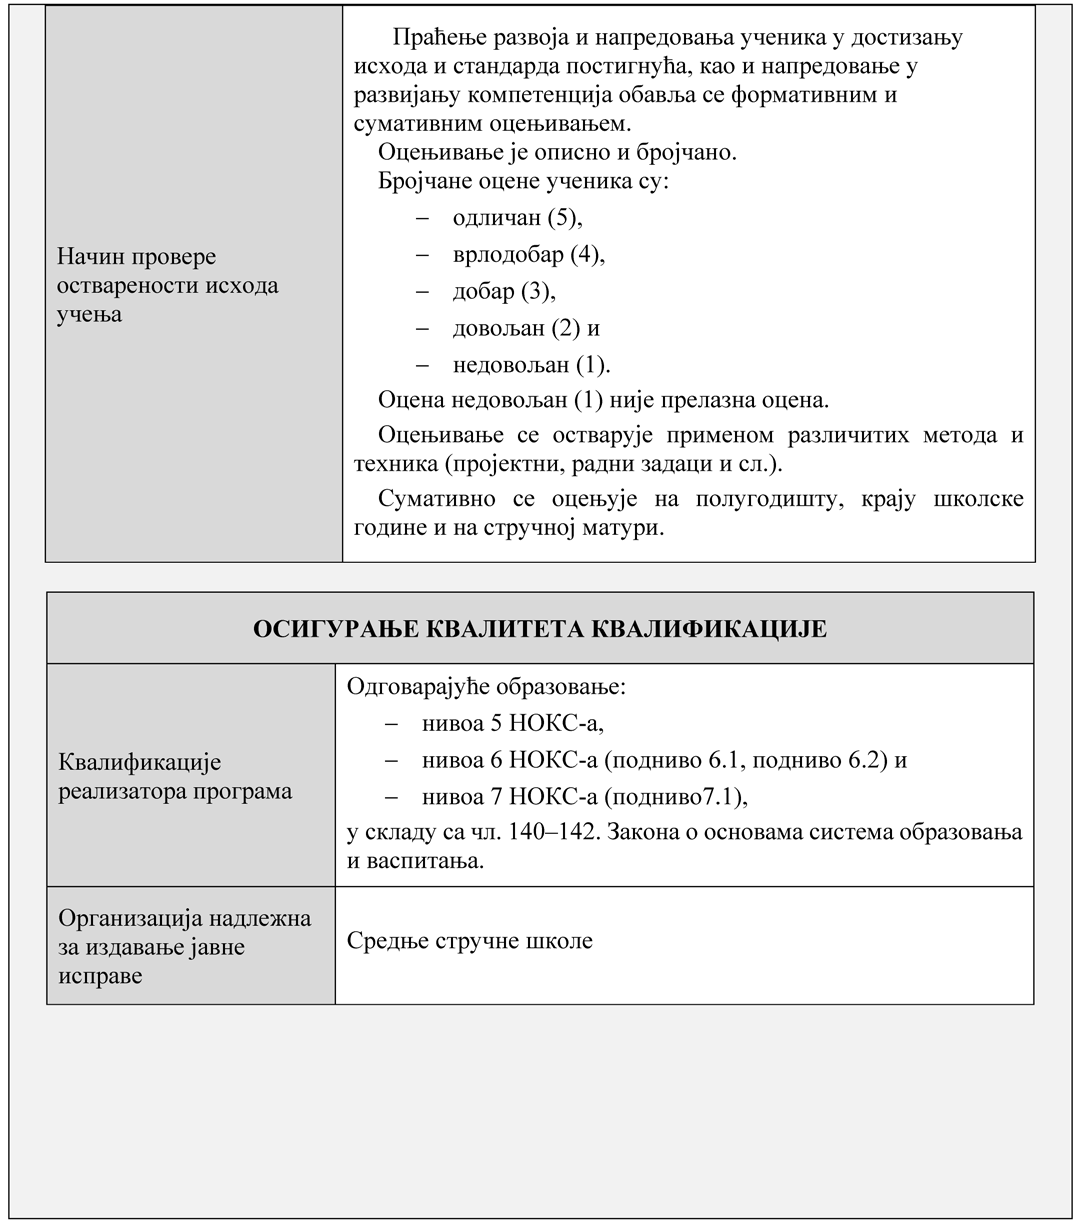 Праћење развоја и напредовања ученика у достизању
исхода и стандарда постигнућа, као и напредовање у
развијању компетенција обавља се формативним и
сумативним оцењивањем.
Оцењивање је описно и бројчано.
Бројчане оцене ученика су:
– одличан (5),
– врлодобар (4),
– добар (3),
– довољан (2) и
– недовољан (1).
Оцена недовољан (1) није прелазна оцена.
Оцењивање се остварује применом различитих метода и
техника (пројектни, радни задаци и сл.).
Сумативно се оцењује на полугодишту, крају школске
године и на стручној матури.
Начин провере
остварености исхода
учења
ОСИГУРАЊЕ КВАЛИТЕТА КВАЛИФИКАЦИЈЕ
Квалификације
реализатора програма
Одговарајуће образовање:
– нивоа 5 НОКС-а,
– нивоа 6 НОКС-а (подниво 6.1, подниво 6.2) и
– нивоа 7 НОКС-а (подниво7.1),
у складу са чл. 140–142. Закона о основама система образовања
и васпитања.
Организација надлежна
за издавање јавне
исправе
Средње стручне школе